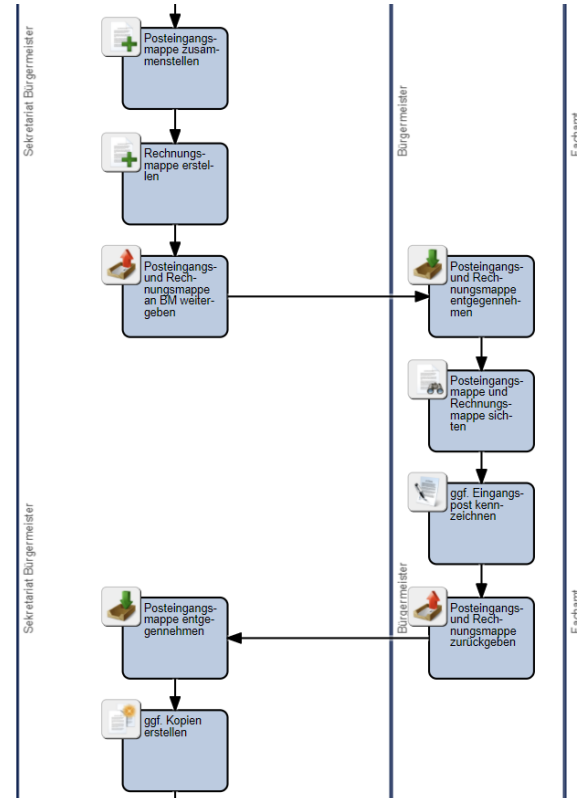 Sekretariat Bürgermeister
Bürgermeister
Fachamt
Posteingangs-
mappe zusam-
menstellen
Rechnungs-
mappe erstel-
len
Posteingangs-
und Rech-
nungsmappe
an BM weiter-
geben
Posteingangs-
und Rech-
nungsmappe
entgegenneh-
men
Posteingangs-
mappe und
Rechnungs-
mappe sich-
ten
ggf. Eingangs-
post kenn-
zeichnen
Sekretariat Bürgermeister
Bürgermeister
Fachamt
Posteingangs-
und Rech-
nungsmappe
zurückgeben
Posteingangs-
mappe entge-
gennehmen
ggf. Kopien
erstellen